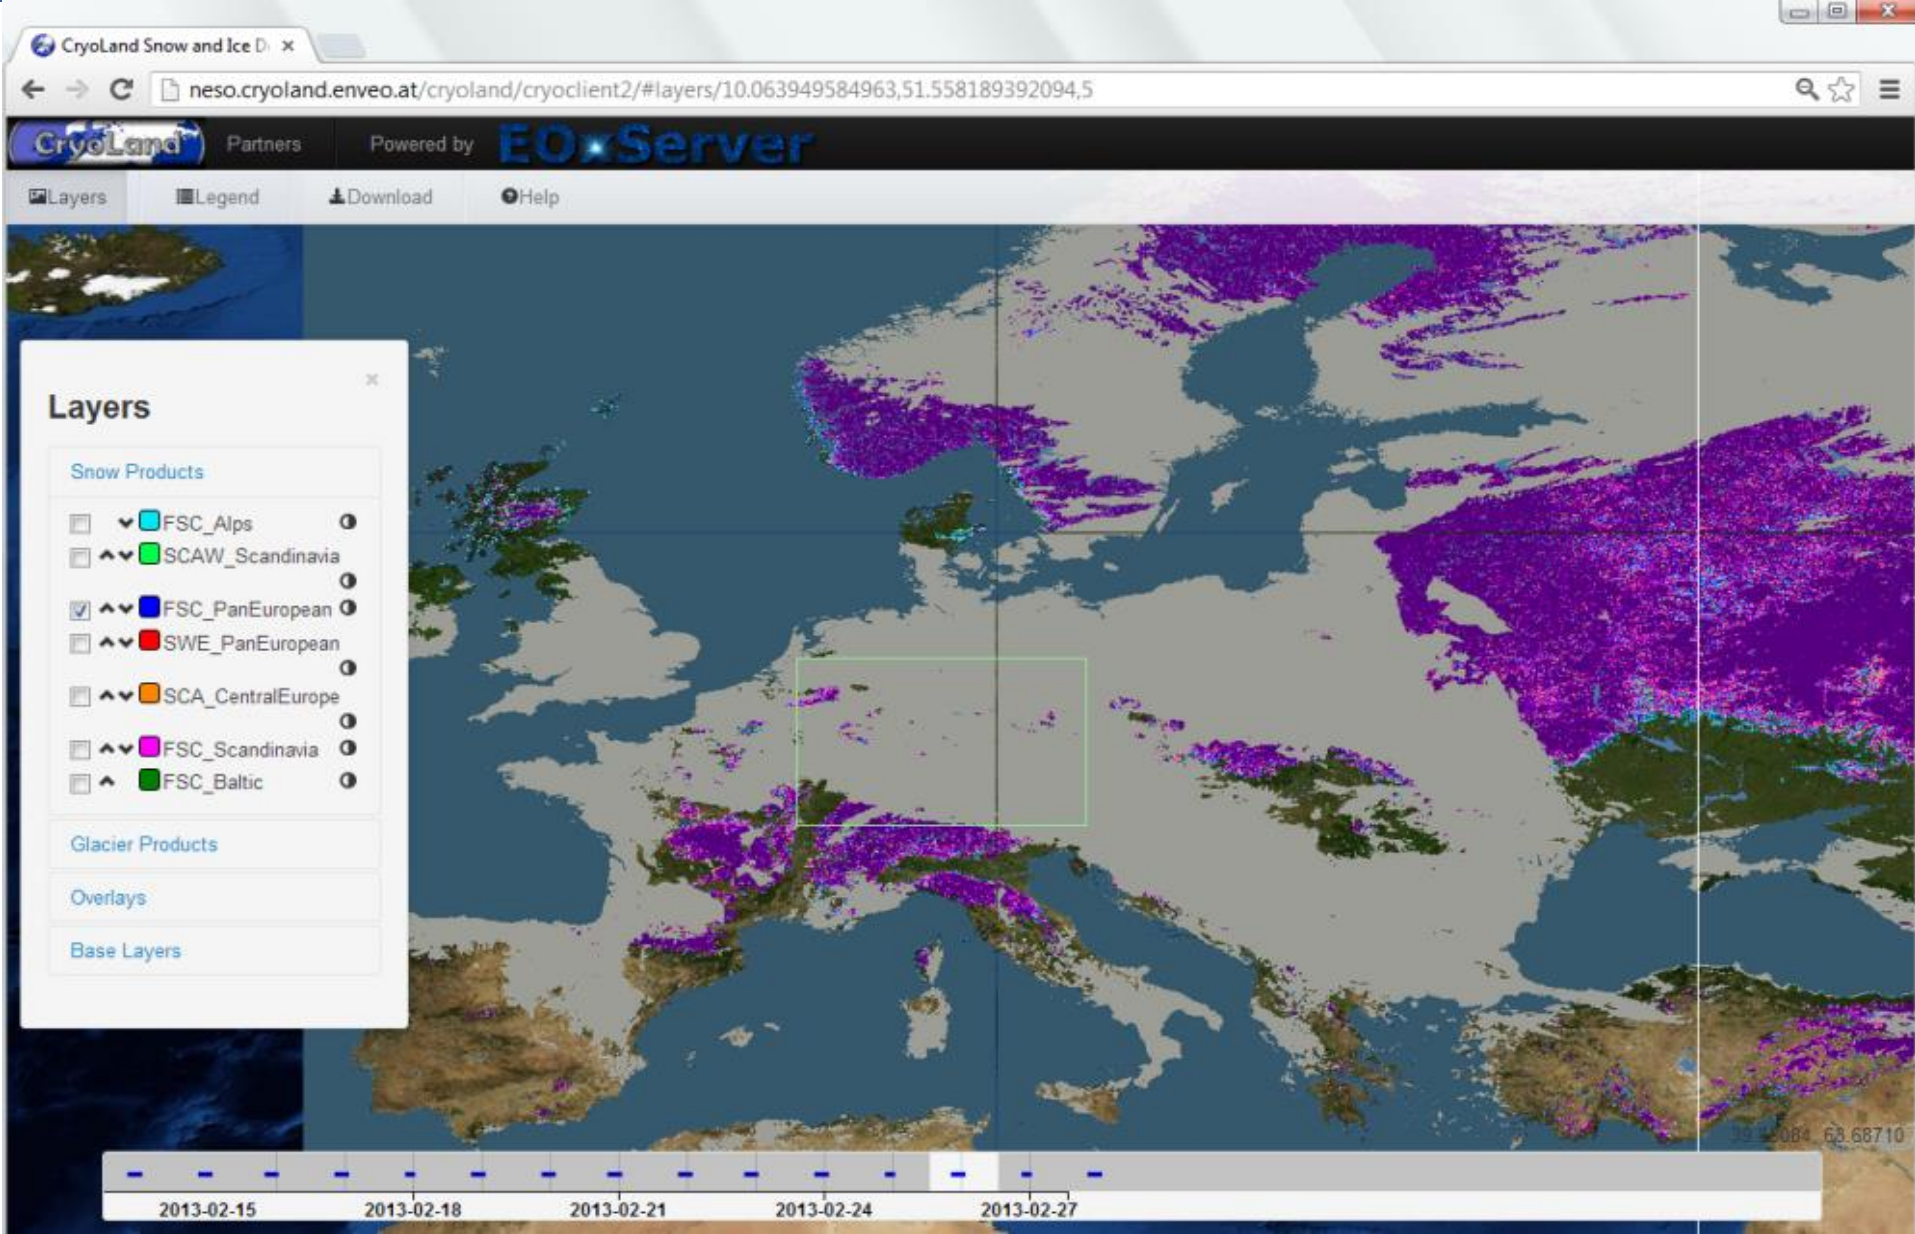 CryoLand Snow and Ice D
neso.cryoland.enveo.at/cryoland/cryoclient2/#layers/10.063949584963,51.558189392094,5
CryoLand Partners Powered by EOxServer
Layers Legend Download Help
Layers
Snow Products
FSC_Alps
SCAW_Scandinavia
FSC_PanEuropean
SWE_PanEuropean
SCA_CentralEurope
FSC_Scandinavia
FSC_Baltic
Glacier Products
Overlays
Base Layers
63.68710
2013-02-15 2013-02-18 2013-02-21 2013-02-24 2013-02-27